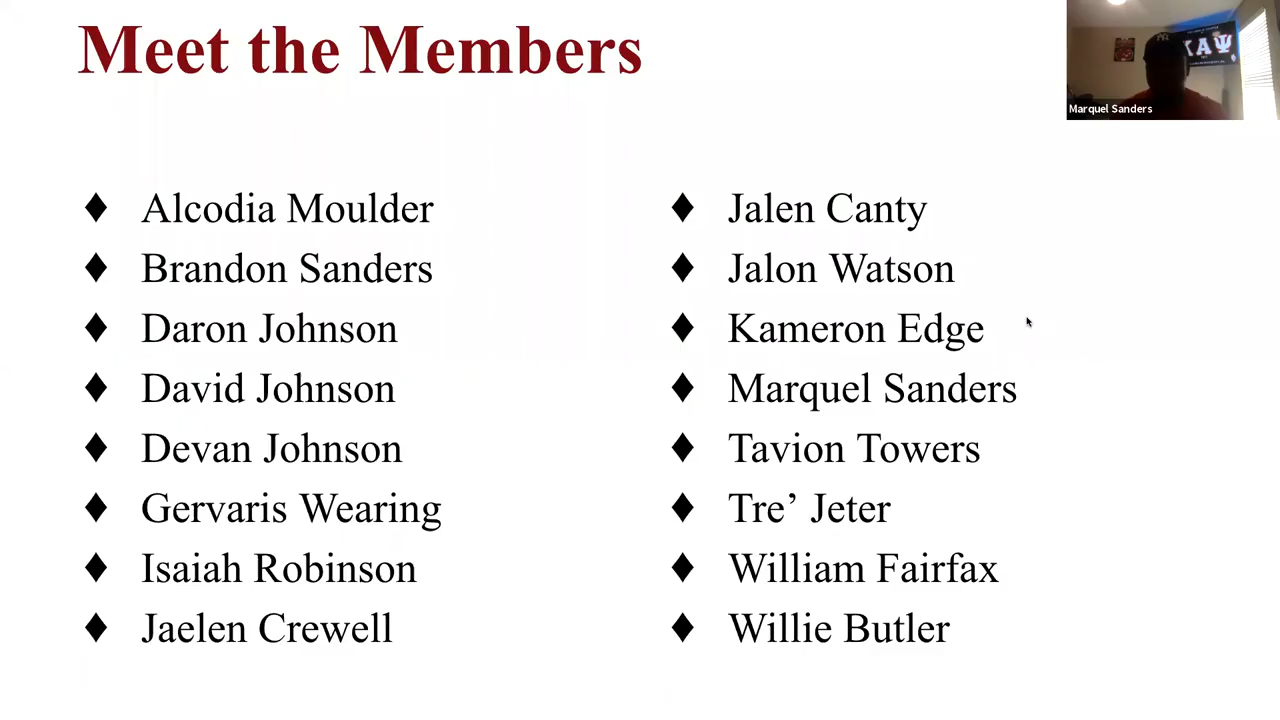 Meet the Members
Marquel Sanders
♦ Alcodia Moulder
♦ Brandon Sanders
♦ Daron Johnson
♦ David Johnson
♦ Devan Johnson
♦ Gervaris Wearing
♦ Isaiah Robinson
♦ Jaelen Crewell
♦ Jalen Canty
♦ Jalon Watson
♦ Kameron Edge
♦ Marquel Sanders
♦ Tavion Towers
♦ Tre’ Jeter
♦ William Fairfax
♦ Willie Butler
ΚΑΨ